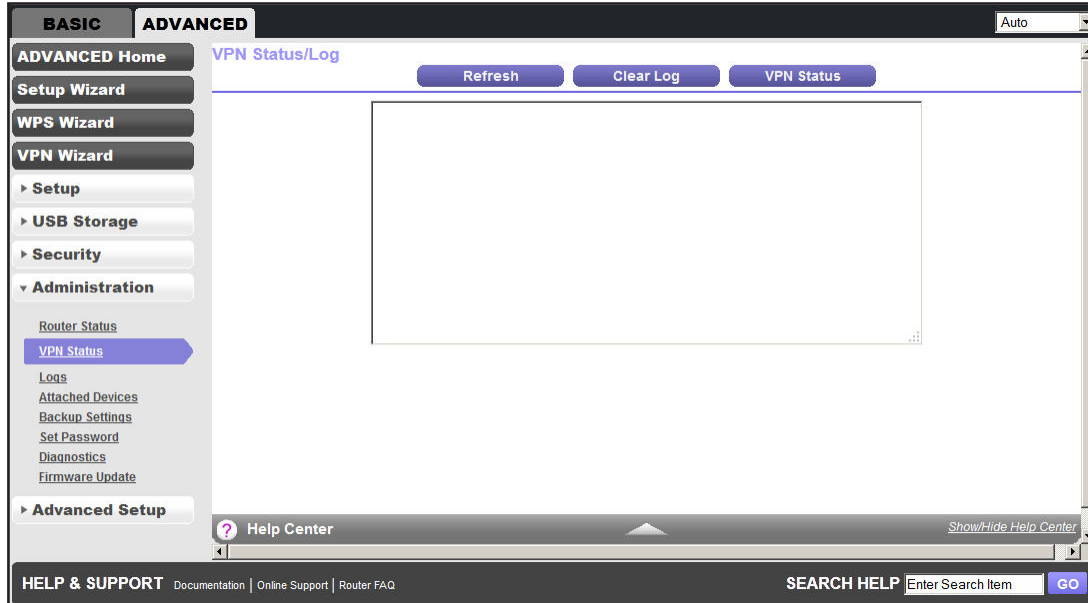 BASIC ADVANCED Auto
ADVANCED Home
Setup Wizard
WPS Wizard
VPN Wizard
Setup
USB Storage
Security
Administration
Router Status
VPN Status
Logs
Attached Devices
Backup Settings
Set Password
Diagnostics
Firmware Update
Advanced Setup
VPN Status/Log
Refresh Clear Log VPN Status
? Help Center Show/Hide Help Center
HELP & SUPPORT Documentation | Online Support | Router FAQ SEARCH HELP Enter Search Item GO